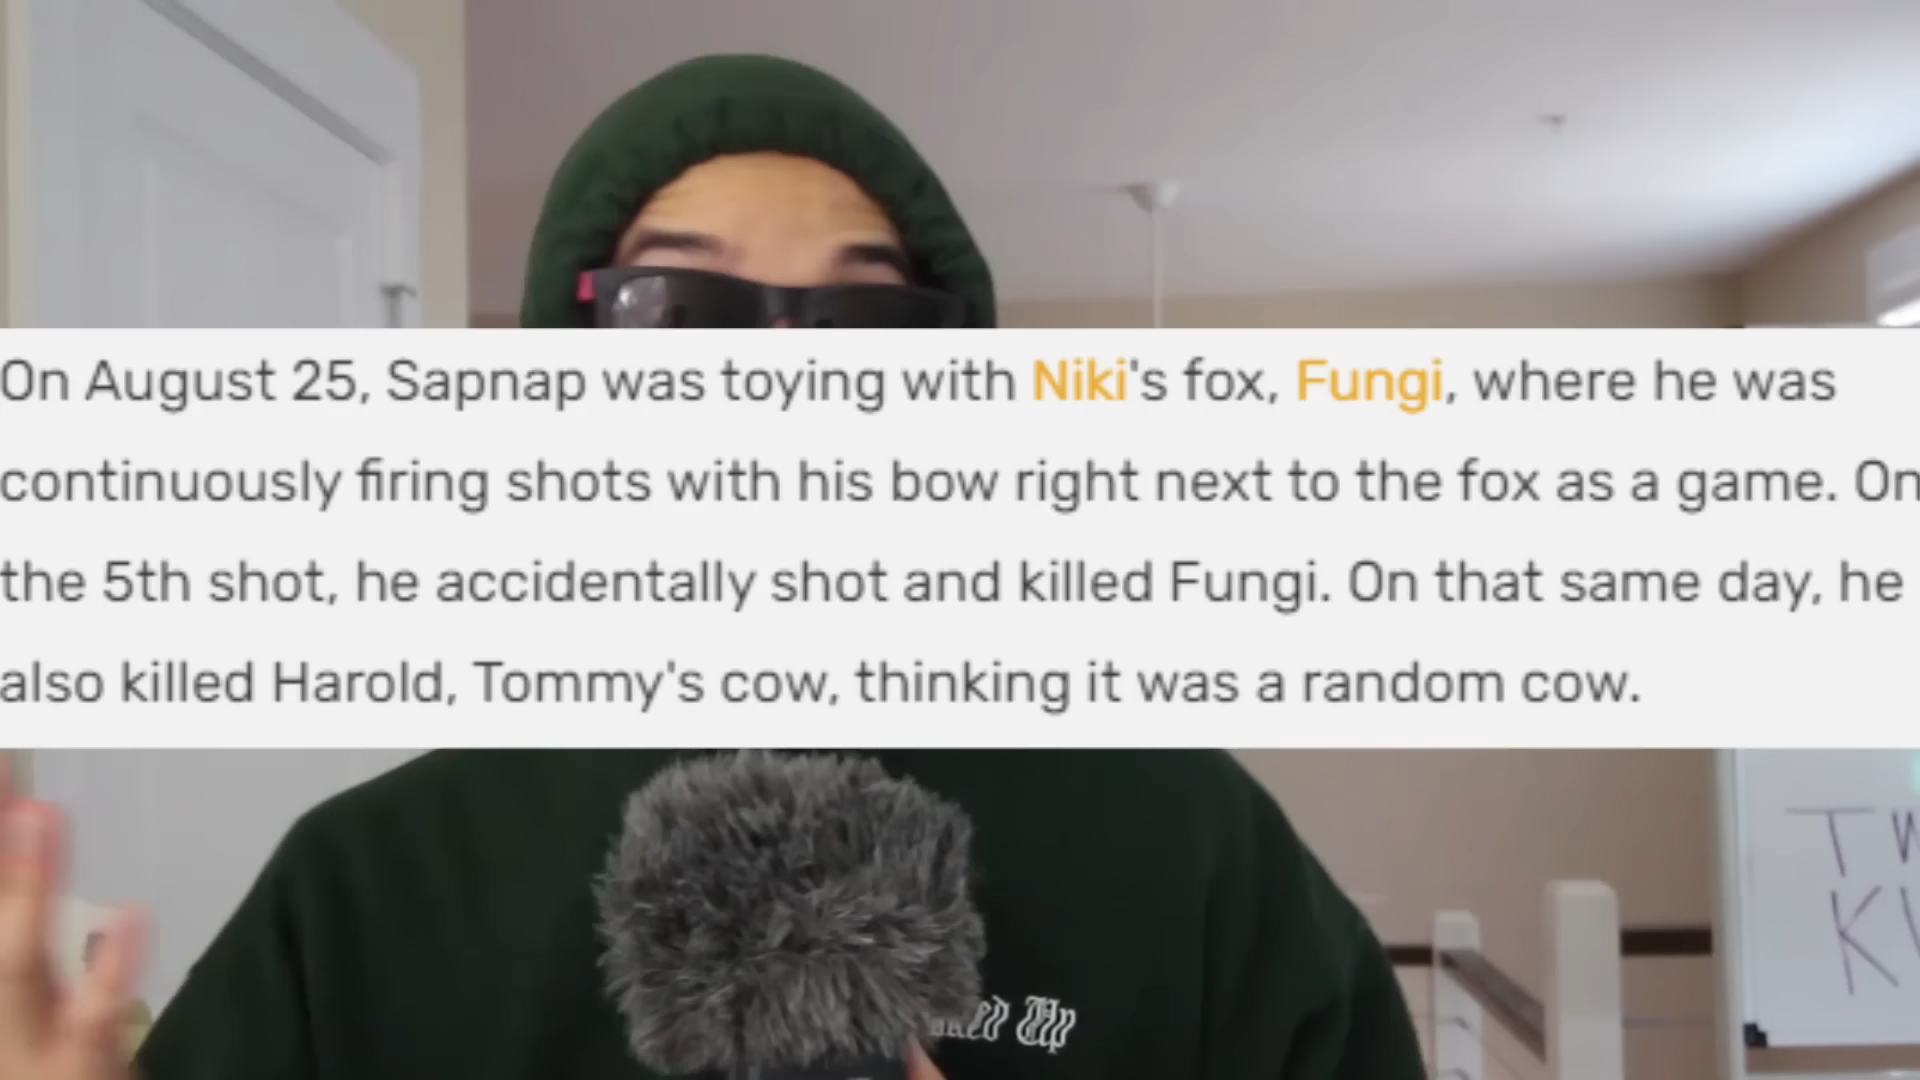 On August 25, Sapnap was toying with Niki's fox, Fungi, where he was
continuously firing shots with his bow right next to the fox as a game. On
the 5th shot, he accidentally shot and killed Fungi. On that same day, he
also killed Harold, Tommy's cow, thinking it was a random cow.
Up